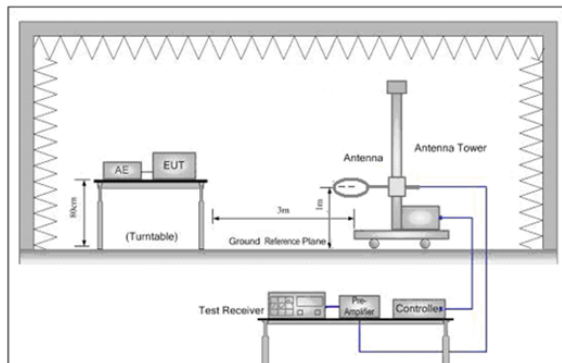 AE
EUT
80cm
(Turntable)
3m
Ground Reference Plane
1m
Antenna
Antenna Tower
Test Receiver
Pre-
Amplifier
Controller